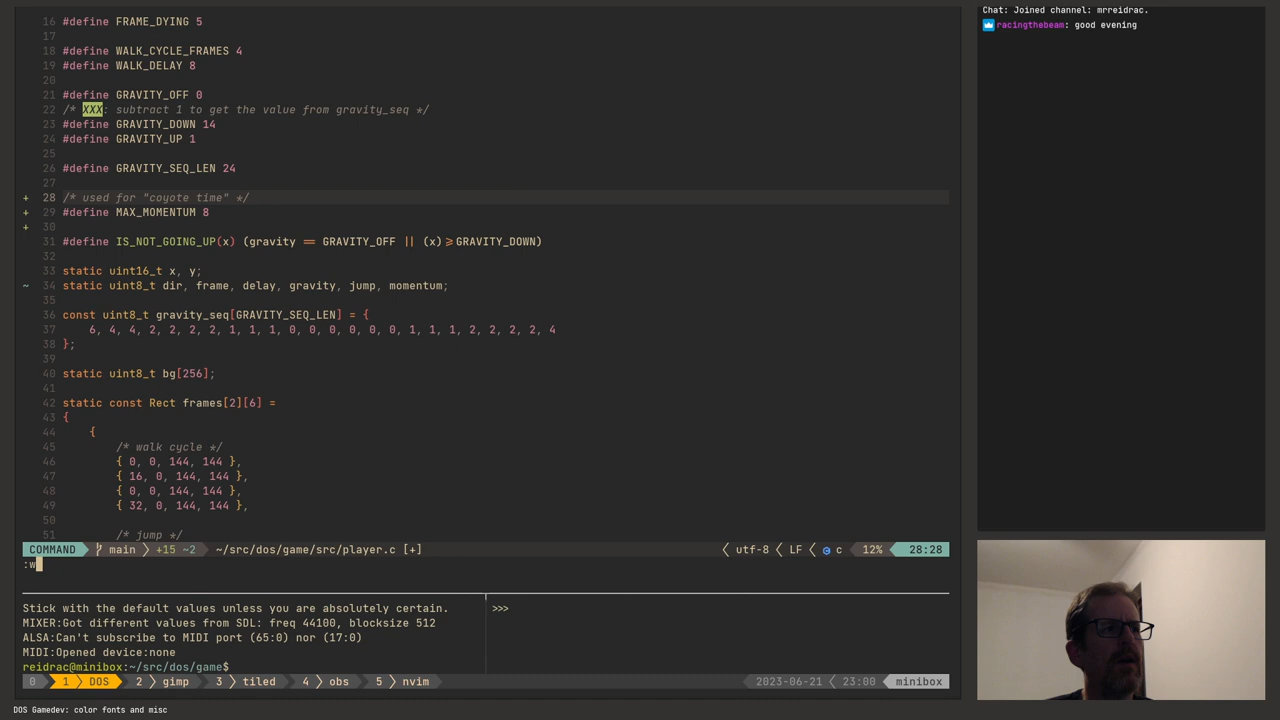 16 #define FRAME_DYING 5
17
18 #define WALK_CYCLE_FRAMES 4
19 #define WALK_DELAY 8
20
21 #define GRAVITY_OFF 0
22 /* XXX: subtract 1 to get the value from gravity_seq */
23 #define GRAVITY_DOWN 14
24 #define GRAVITY_UP 1
25
26 #define GRAVITY_SEQ_LEN 24
27
+ 28 /* used for "coyote time" */
+ 29 #define MAX_MOMENTUM 8
+ 30
31 #define IS_NOT_GOING_UP(x) (gravity == GRAVITY_OFF || (x)>=GRAVITY_DOWN)
32
33 static uint16_t x, y;
~ 34 static uint8_t dir, frame, delay, gravity, jump, momentum;
35
36 const uint8_t gravity_seq[GRAVITY_SEQ_LEN] = {
37 6, 4, 4, 2, 2, 2, 2, 1, 1, 1, 0, 0, 0, 0, 0, 0, 1, 1, 1, 2, 2, 2, 2, 4
38 };
39
40 static uint8_t bg[256];
41
42 static const Rect frames[2][6] =
43 {
44 {
45 /* walk cycle */
46 { 0, 0, 144, 144 },
47 { 16, 0, 144, 144 },
48 { 0, 0, 144, 144 },
49 { 32, 0, 144, 144 },
50
51 /* jump */
COMMAND main +15 ~2 ~/src/dos/game/src/player.c [+] utf-8 LF c 12% 28:28
:w
Stick with the default values unless you are absolutely certain.
MIXER:Got different values from SDL: freq 44100, blocksize 512
ALSA:Can't subscribe to MIDI port (65:0) nor (17:0)
MIDI:Opened device:none
reidrac@minibox:~/src/dos/game$
>>>
0 1 DOS 2 gimp 3 tiled 4 obs 5 nvim 2023-06-21 23:00 minibox
DOS Gamedev: color fonts and misc
Chat: Joined channel: mrreidrac.
racingthebeam: good evening